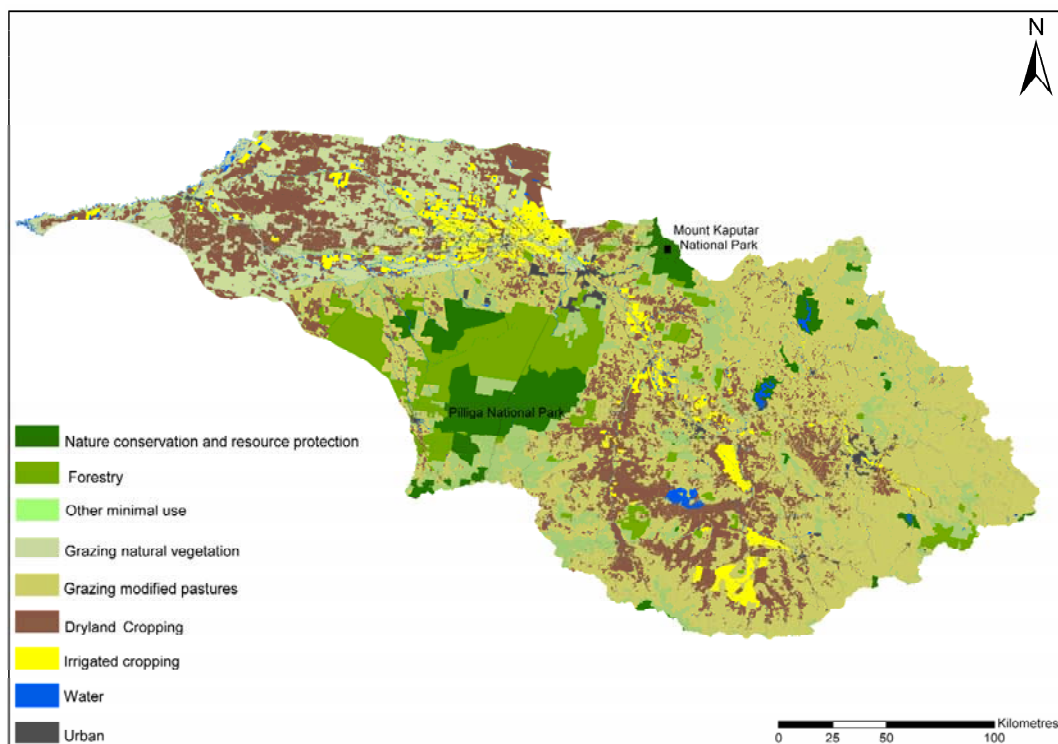 N
Mount Kaputar
National Park
Pilliga National Park
Nature conservation and resource protection
Forestry
Other minimal use
Grazing natural vegetation
Grazing modified pastures
Dryland Cropping
Irrigated cropping
Water
Urban
Kilometres
0 25 50 100